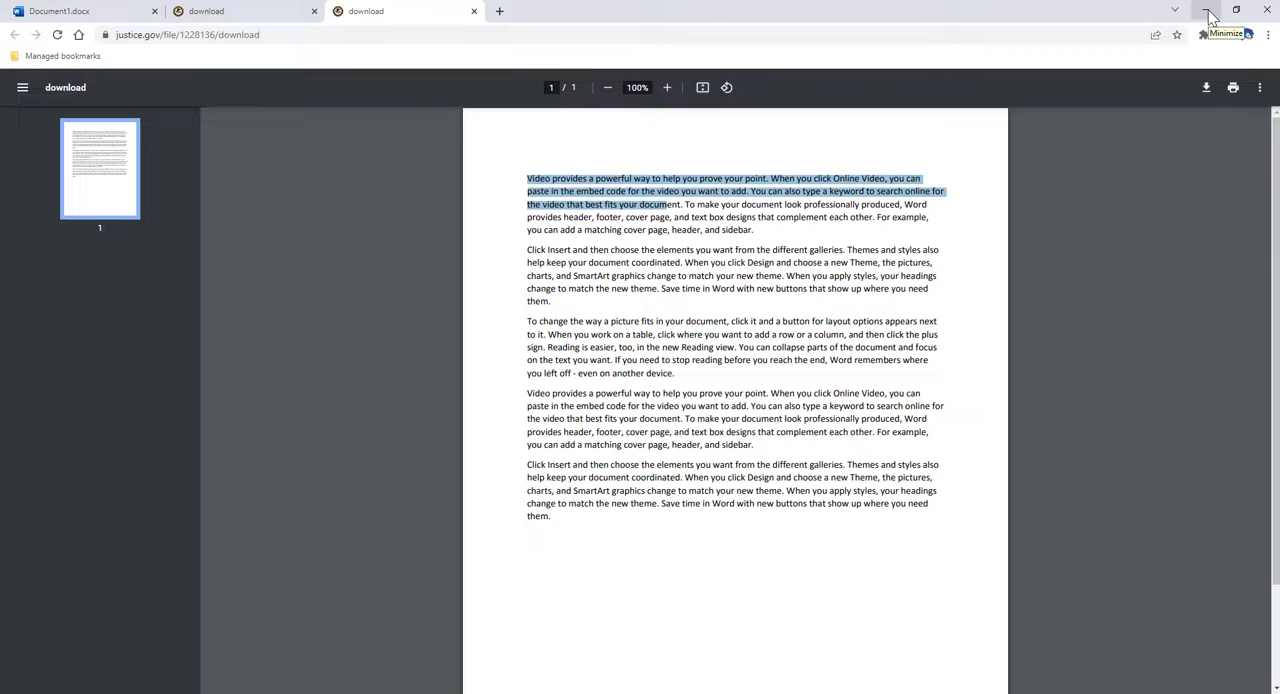 Document1.docx
download
download
justice.gov/file/1228136/download
Minimize
Managed bookmarks
download
1 / 1
100%
1
Video provides a powerful way to help you prove your point. When you click Online Video, you can
paste in the embed code for the video you want to add. You can also type a keyword to search online for
the video that best fits your document. To make your document look professionally produced, Word
provides header, footer, cover page, and text box designs that complement each other. For example,
you can add a matching cover page, header, and sidebar.
Click Insert and then choose the elements you want from the different galleries. Themes and styles also
help keep your document coordinated. When you click Design and choose a new Theme, the pictures,
charts, and SmartArt graphics change to match your new theme. When you apply styles, your headings
change to match the new theme. Save time in Word with new buttons that show up where you need
them.
To change the way a picture fits in your document, click it and a button for layout options appears next
to it. When you work on a table, click where you want to add a row or a column, and then click the plus
sign. Reading is easier, too, in the new Reading view. You can collapse parts of the document and focus
on the text you want. If you need to stop reading before you reach the end, Word remembers where
you left off - even on another device.
Video provides a powerful way to help you prove your point. When you click Online Video, you can
paste in the embed code for the video you want to add. You can also type a keyword to search online for
the video that best fits your document. To make your document look professionally produced, Word
provides header, footer, cover page, and text box designs that complement each other. For example,
you can add a matching cover page, header, and sidebar.
Click Insert and then choose the elements you want from the different galleries. Themes and styles also
help keep your document coordinated. When you click Design and choose a new Theme, the pictures,
charts, and SmartArt graphics change to match your new theme. When you apply styles, your headings
change to match the new theme. Save time in Word with new buttons that show up where you need
them.